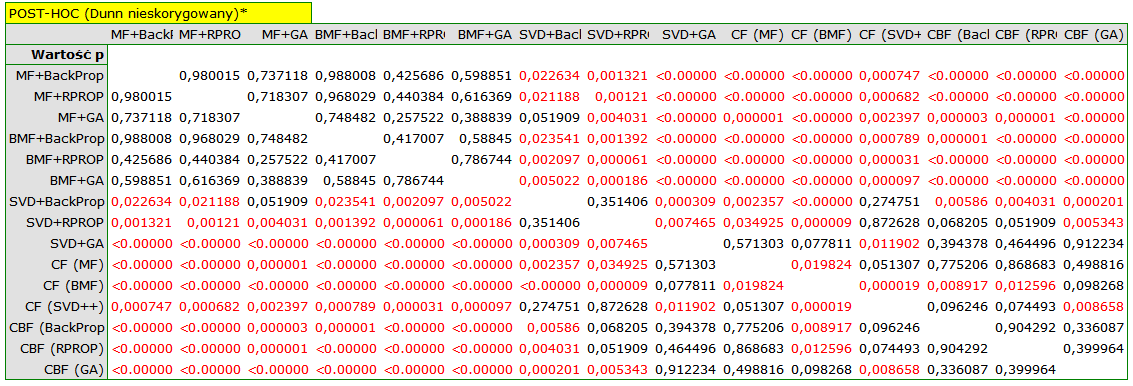 POST-HOC (Dunn nieskorygowany)*
MF+BackP MF+RPRO MF+GA BMF+Bacl BMF+RPRO BMF+GA SVD+Bacl SVD+RPRO SVD+GA CF (MF) CF (BMF) CF (SVD+ CBF (Bacl CBF (RPRC CBF (GA)
Wartość p
MF+BackProp 0,980015 0,737118 0,988008 0,425686 0,598851 0,022634 0,001321 <0.00000 <0.00000 <0.00000 0,000747 <0.00000 <0.00000 <0.00000
MF+RPROP 0,980015 0,718307 0,968029 0,440384 0,616369 0,021188 0,00121 <0.00000 <0.00000 <0.00000 0,000682 <0.00000 <0.00000 <0.00000
MF+GA 0,737118 0,718307 0,748482 0,257522 0,388839 0,051909 0,004031 <0.00000 0,000001 <0.00000 0,002397 0,000003 0,000001 <0.00000
BMF+BackProp 0,988008 0,968029 0,748482 0,417007 0,58845 0,023541 0,001392 <0.00000 <0.00000 <0.00000 0,000789 0,000001 <0.00000 <0.00000
BMF+RPROP 0,425686 0,440384 0,257522 0,417007 0,786744 0,002097 0,000061 <0.00000 <0.00000 <0.00000 0,000031 <0.00000 <0.00000 <0.00000
BMF+GA 0,598851 0,616369 0,388839 0,58845 0,786744 0,005022 0,000186 <0.00000 <0.00000 <0.00000 0,000097 <0.00000 <0.00000 <0.00000
SVD+BackProp 0,022634 0,021188 0,051909 0,023541 0,002097 0,005022 0,351406 0,000309 0,002357 <0.00000 0,274751 0,00586 0,004031 0,000201
SVD+RPROP 0,001321 0,00121 0,004031 0,001392 0,000061 0,000186 0,351406 0,007465 0,034925 0,000009 0,872628 0,068205 0,051909 0,005343
SVD+GA <0.00000 <0.00000 <0.00000 <0.00000 <0.00000 <0.00000 0,000309 0,007465 0,571303 0,077811 0,011902 0,394378 0,464496 0,912234
CF (MF) <0.00000 <0.00000 0,000001 <0.00000 <0.00000 <0.00000 0,002357 0,034925 0,571303 0,019824 0,051307 0,775206 0,868683 0,498816
CF (BMF) <0.00000 <0.00000 <0.00000 <0.00000 <0.00000 <0.00000 <0.00000 0,000009 0,077811 0,019824 0,000019 0,008917 0,012596 0,098268
CF (SVD++) 0,000747 0,000682 0,002397 0,000789 0,000031 0,000097 0,274751 0,872628 0,011902 0,051307 0,000019 0,096246 0,074493 0,008658
CBF (BackProp <0.00000 <0.00000 0,000003 0,000001 <0.00000 <0.00000 0,00586 0,068205 0,394378 0,775206 0,008917 0,096246 0,904292 0,336087
CBF (RPROP) <0.00000 <0.00000 0,000001 <0.00000 <0.00000 <0.00000 0,004031 0,051909 0,464496 0,868683 0,012596 0,074493 0,904292 0,399964
CBF (GA) <0.00000 <0.00000 <0.00000 <0.00000 <0.00000 <0.00000 0,000201 0,005343 0,912234 0,498816 0,098268 0,008658 0,336087 0,399964